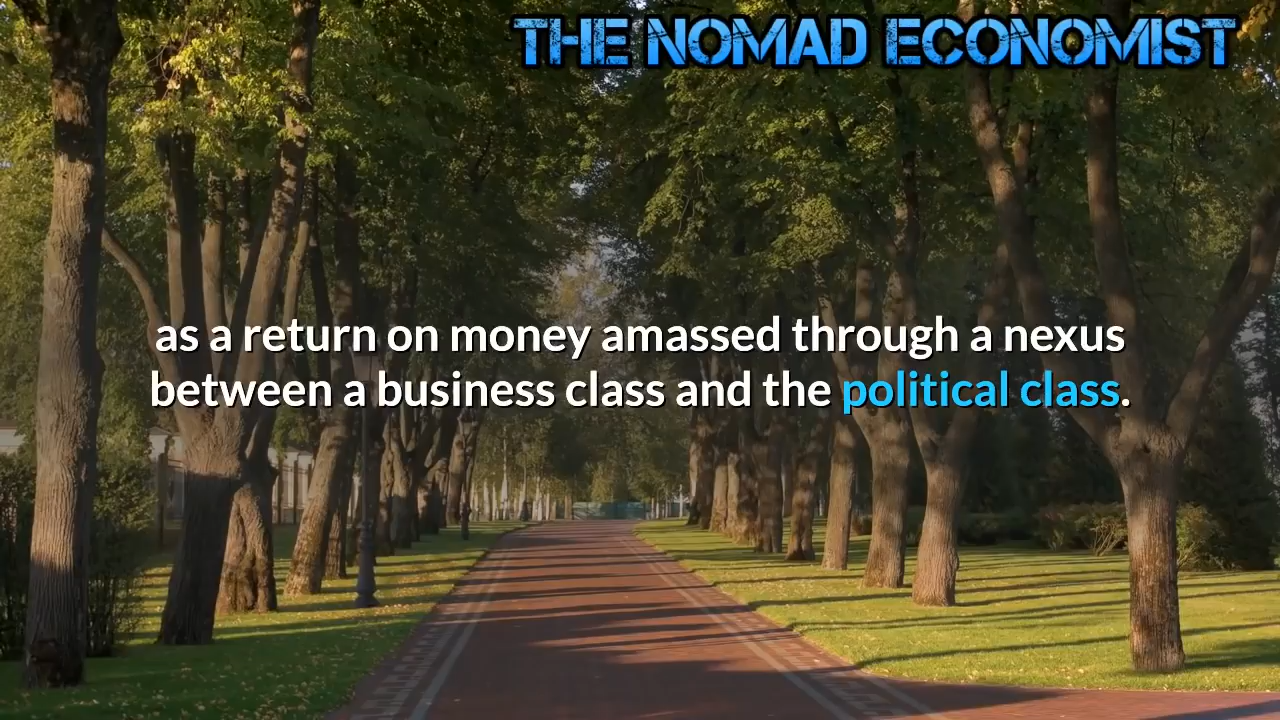 THE NOMAD ECONOMIST
as a return on money amassed through a nexus
between a business class and the political class.